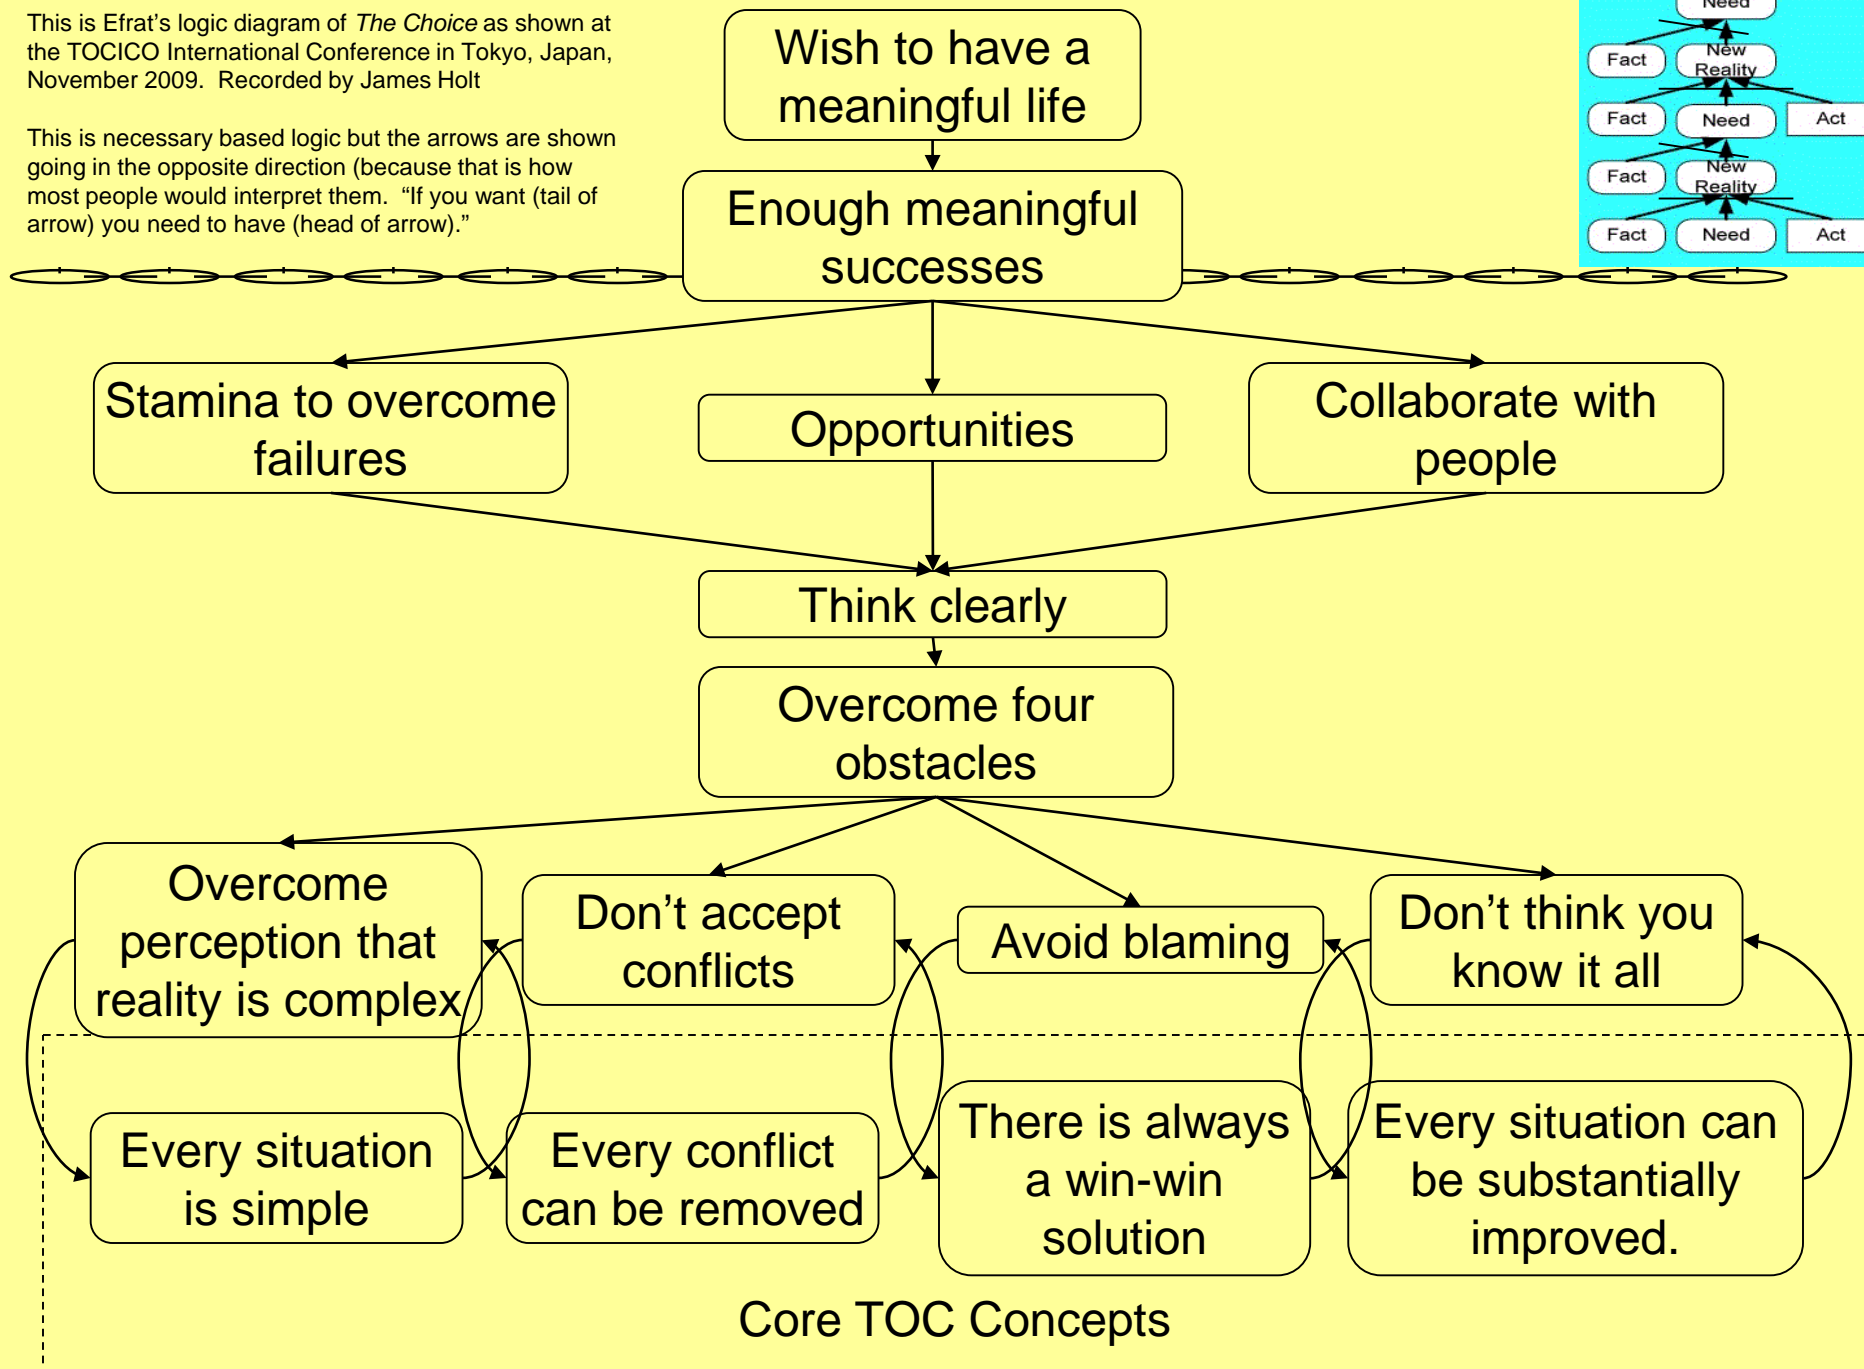 This is Efrat’s logic diagram of The Choice as shown at
the TOCICO International Conference in Tokyo, Japan,
November 2009.  Recorded by James Holt
This is necessary based logic but the arrows are shown
going in the opposite direction (because that is how
most people would interpret them.  “If you want (tail of
arrow) you need to have (head of arrow).”
Wish to have a
meaningful life
Need
Fact
New
Reality
Fact
Need
Act
Fact
New
Reality
Fact
Need
Act
Enough meaningful
successes
Stamina to overcome
failures
Opportunities
Collaborate with
people
Think clearly
Overcome four
obstacles
Overcome
perception that
reality is complex
Don’t accept
conflicts
Avoid blaming
Don’t think you
know it all
Every situation
is simple
Every conflict
can be removed
There is always
a win-win
solution
Every situation can
be substantially
improved.
Core TOC Concepts